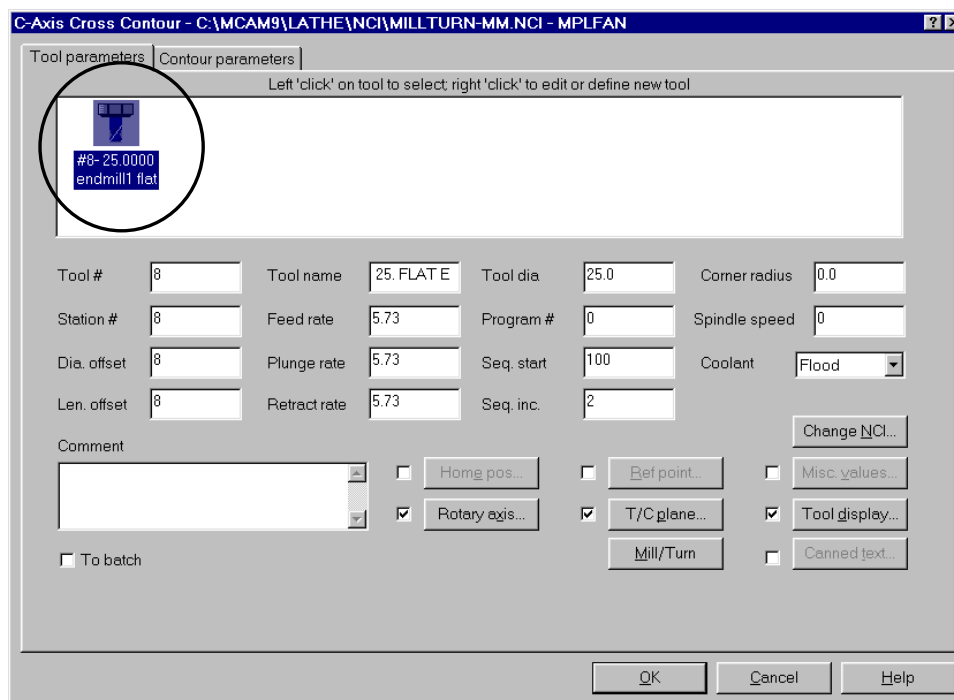 C-Axis Cross Contour - C:\MCAM9\LATHE\NCI\MILLTURN-MM.NCI - MPLFAN
Tool parameters Contour parameters
Left 'click' on tool to select; right 'click' to edit or define new tool
#8- 25.0000
endmill1 flat
Tool # 8 Tool name 25. FLAT E Tool dia 25.0 Corner radius 0.0
Station # 8 Feed rate 5.73 Program # 0 Spindle speed 0
Dia. offset 8 Plunge rate 5.73 Seq. start 100 Coolant Flood
Len. offset 8 Retract rate 5.73 Seq. inc. 2
Change NCI...
Comment
Home pos... Ref point... Misc. values...
Rotary axis... T/C plane... Tool display...
To batch Mill/Turn Canned text...
OK Cancel Help